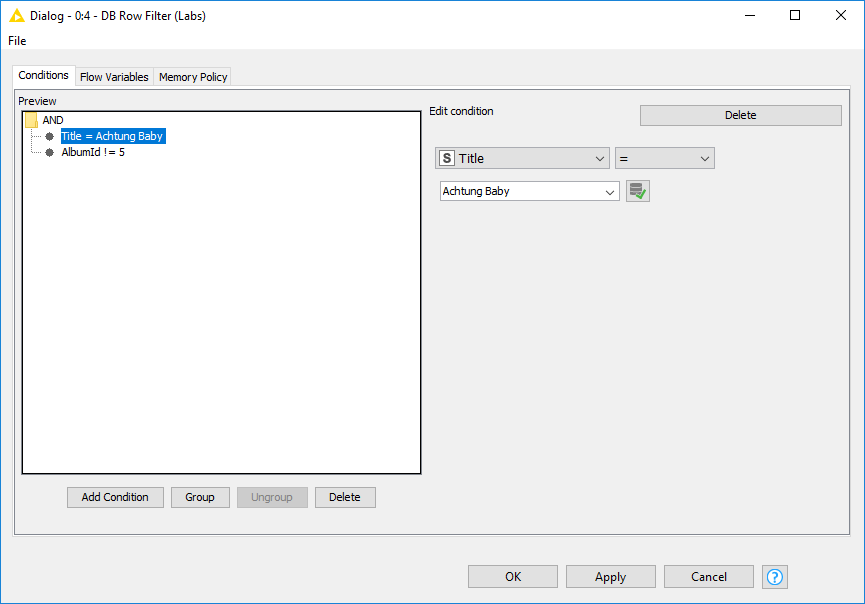 Dialog - 0:4 - DB Row Filter (Labs)
File
Conditions Flow Variables Memory Policy
Preview
AND
Title = Achtung Baby
AlbumId != 5
Edit condition
Delete
S Title =
Achtung Baby
Add Condition Group Ungroup Delete
OK Apply Cancel ?